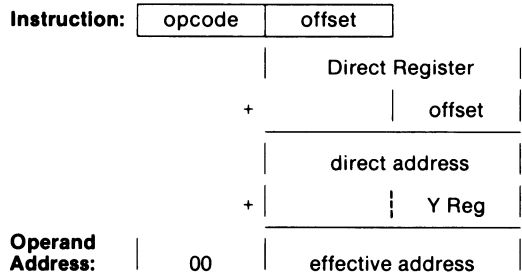 Instruction: opcode offset
Direct Register
+ offset
direct address
+ Y Reg
Operand
Address: 00 effective address